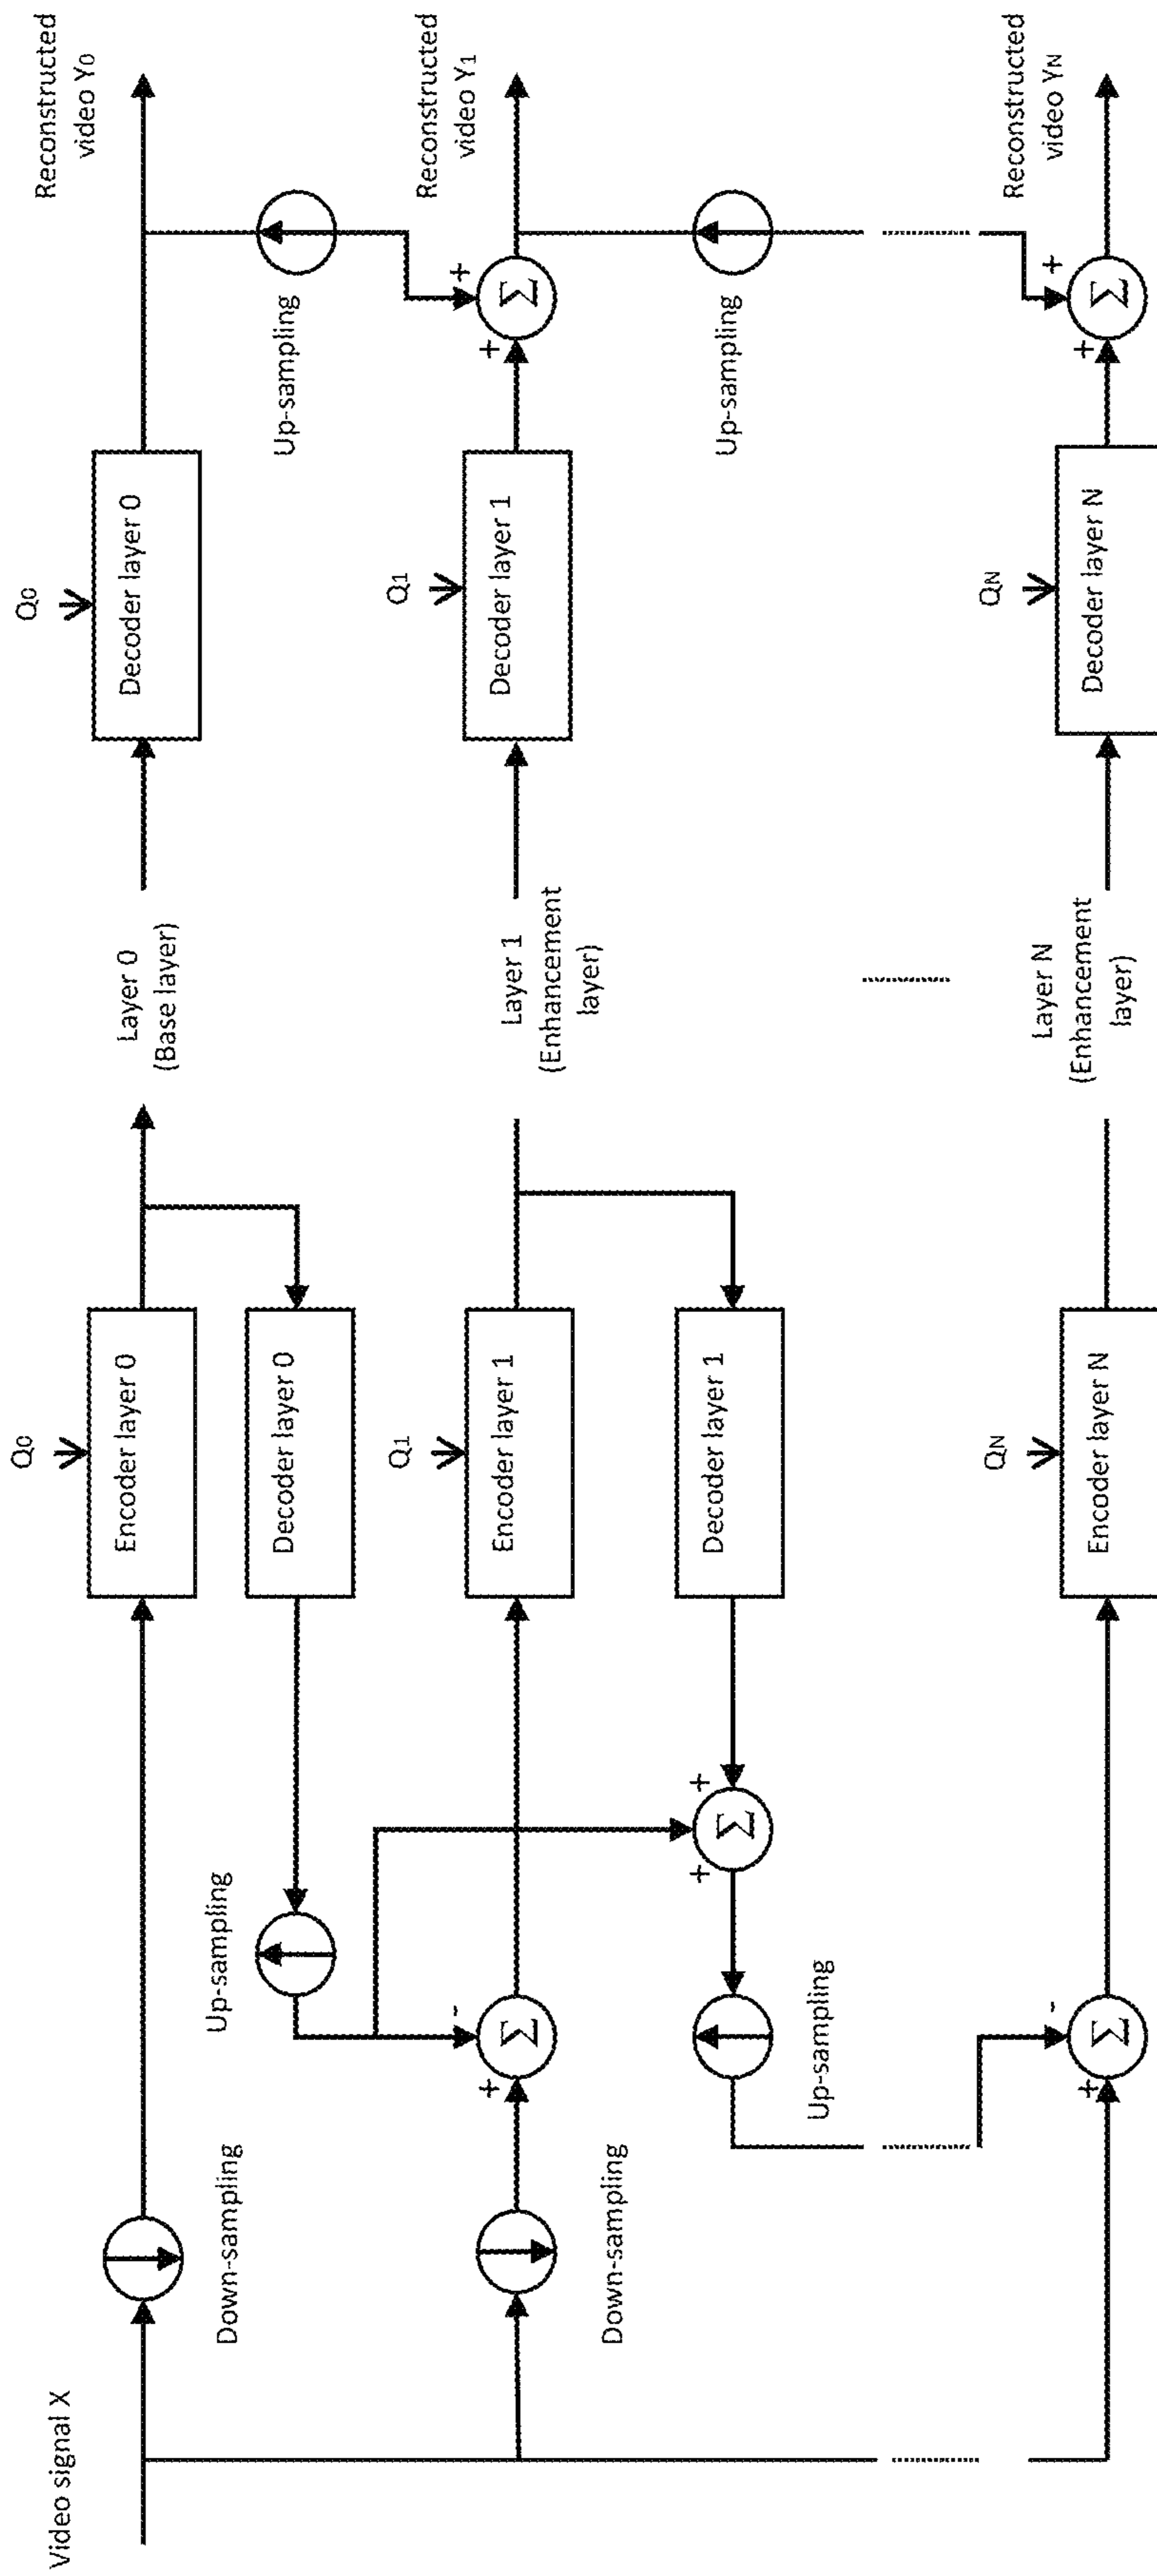 Video signal X
Down-sampling
Up-sampling
Q0
Encoder layer 0
Decoder layer 0
Layer 0
(Base layer)
Q0
Decoder layer 0
Reconstructed
video Y0
Up-sampling
Down-sampling
+
-
Σ
Q1
Encoder layer 1
Layer 1
(Enhancement
layer)
Q1
Decoder layer 1
+
+
Σ
Reconstructed
video Y1
Up-sampling
+
+
Σ
Decoder layer 1
Up-sampling
+
-
Σ
QN
Encoder layer N
Layer N
(Enhancement
layer)
QN
Decoder layer N
+
+
Σ
Reconstructed
video YN